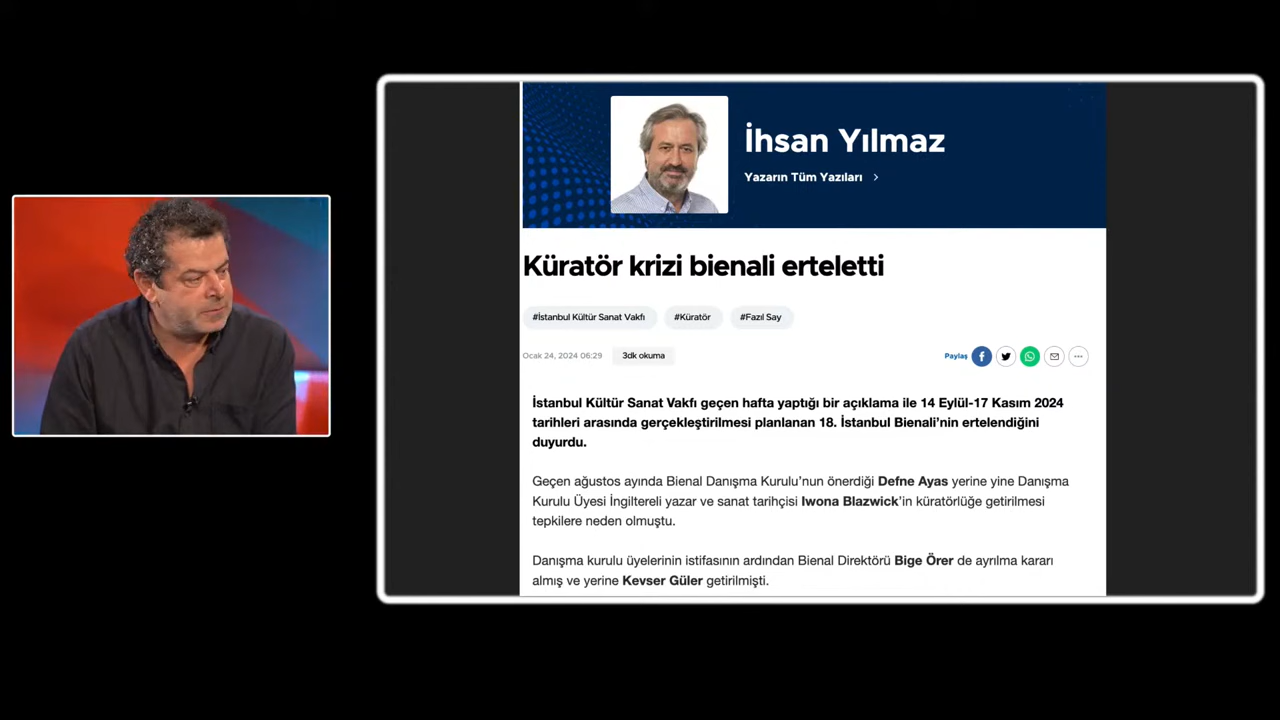 İhsan Yılmaz
Yazarın Tüm Yazıları
Küratör krizi bienali erteletti
#İstanbul Kültür Sanat Vakfı #Küratör #Fazıl Say
Ocak 24, 2024 06:29 3dk okuma Paylaş
İstanbul Kültür Sanat Vakfı geçen hafta yaptığı bir açıklama ile 14 Eylül-17 Kasım 2024
tarihleri arasında gerçekleştirilmesi planlanan 18. İstanbul Bienali’nin ertelendiğini
duyurdu.
Geçen ağustos ayında Bienal Danışma Kurulu’nun önerdiği Defne Ayas yerine yine Danışma
Kurulu Üyesi İngiltereli yazar ve sanat tarihçisi Iwona Blazwick’in küratörlüğe getirilmesi
tepkilere neden olmuştu.
Danışma kurulu üyelerinin istifasının ardından Bienal Direktörü Bige Örer de ayrılma kararı
almış ve yerine Kevser Güler getirilmişti.